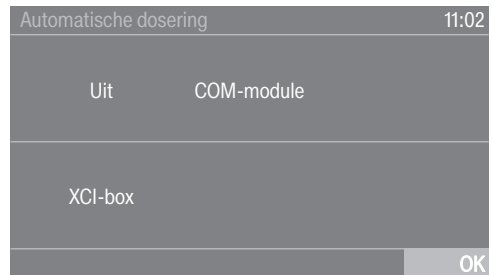 Automatische dosering 11:02
Uit COM-module
XCI-box
OK